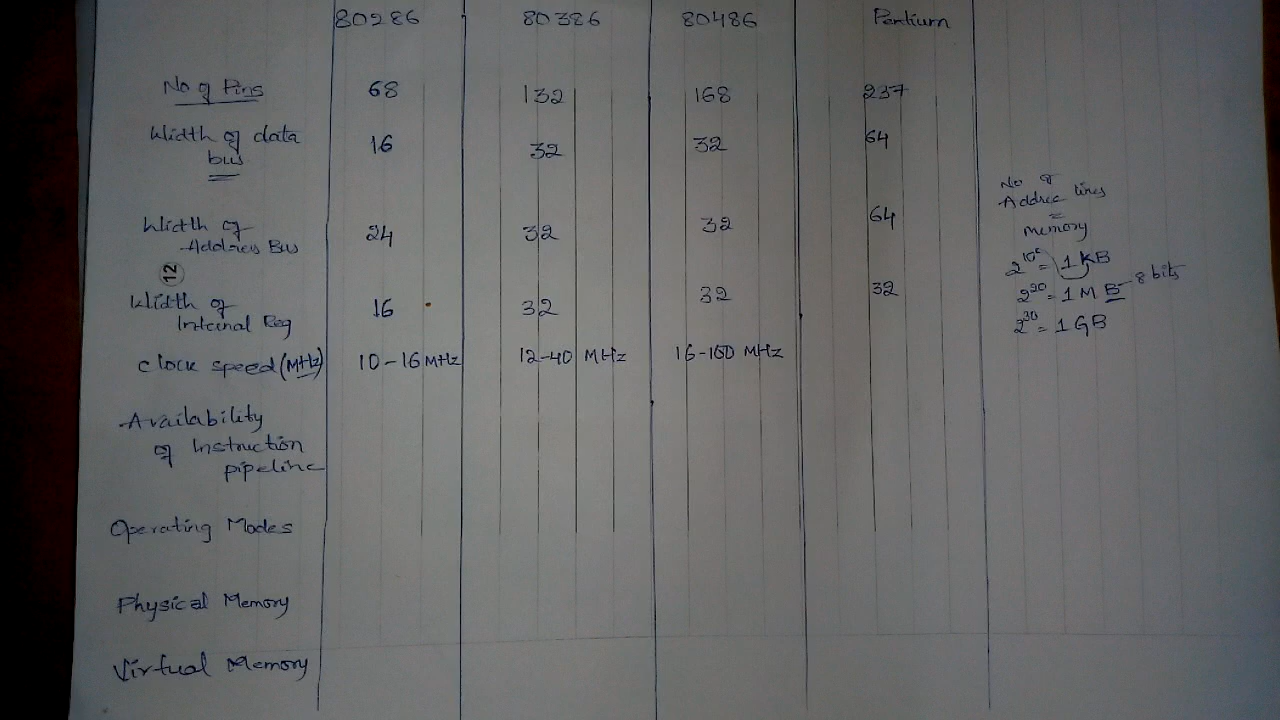 80286 80386 80486 Pentium
No of Pins 68 132 168 237
Width of data bus 16 32 32 64
Width of Address Bus 24 32 32 64
12
Width of Internal Reg 16 32 32 32
Clock speed (MHz) 10-16 MHz 12-40 MHz 16-100 MHz
Availability
of Instruction
pipeline
Operating Modes
Physical Memory
Virtual Memory
No of
Addres lines
=
memory
2^10 = 1 KB
2^20 = 1 M B - 8 bits
2^30 = 1 GB